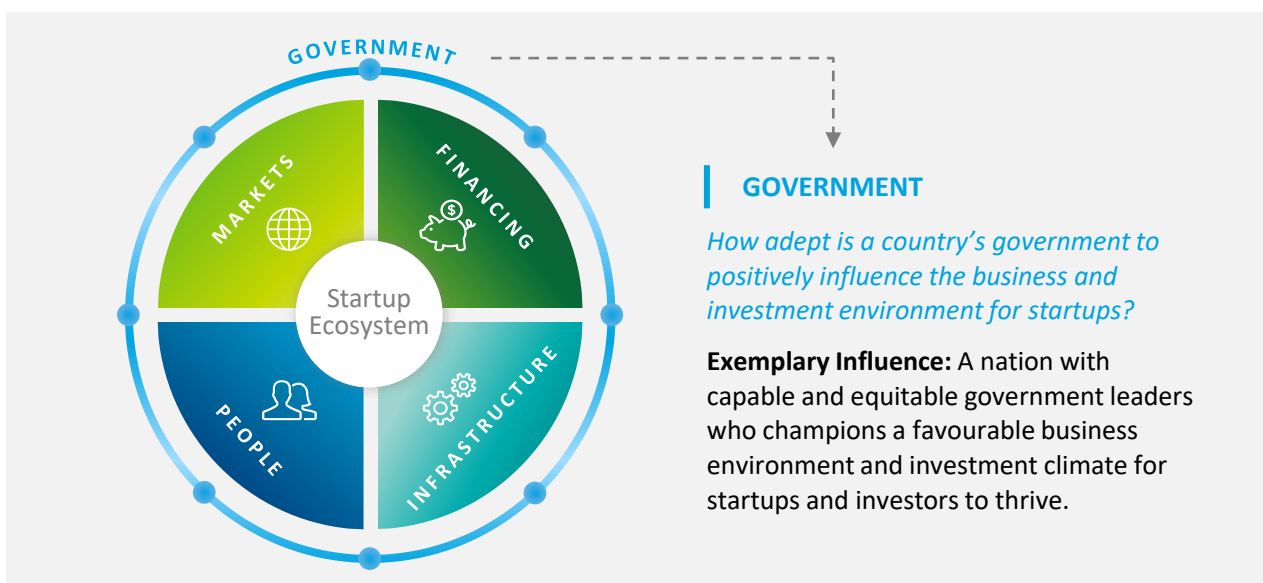 GOVERNMENT
MARKETS
FINANCING
$
Startup
Ecosystem
PEOPLE
INFRASTRUCTURE
GOVERNMENT
How adept is a country’s government to
positively influence the business and
investment environment for startups?
Exemplary Influence: A nation with
capable and equitable government leaders
who champions a favourable business
environment and investment climate for
startups and investors to thrive.